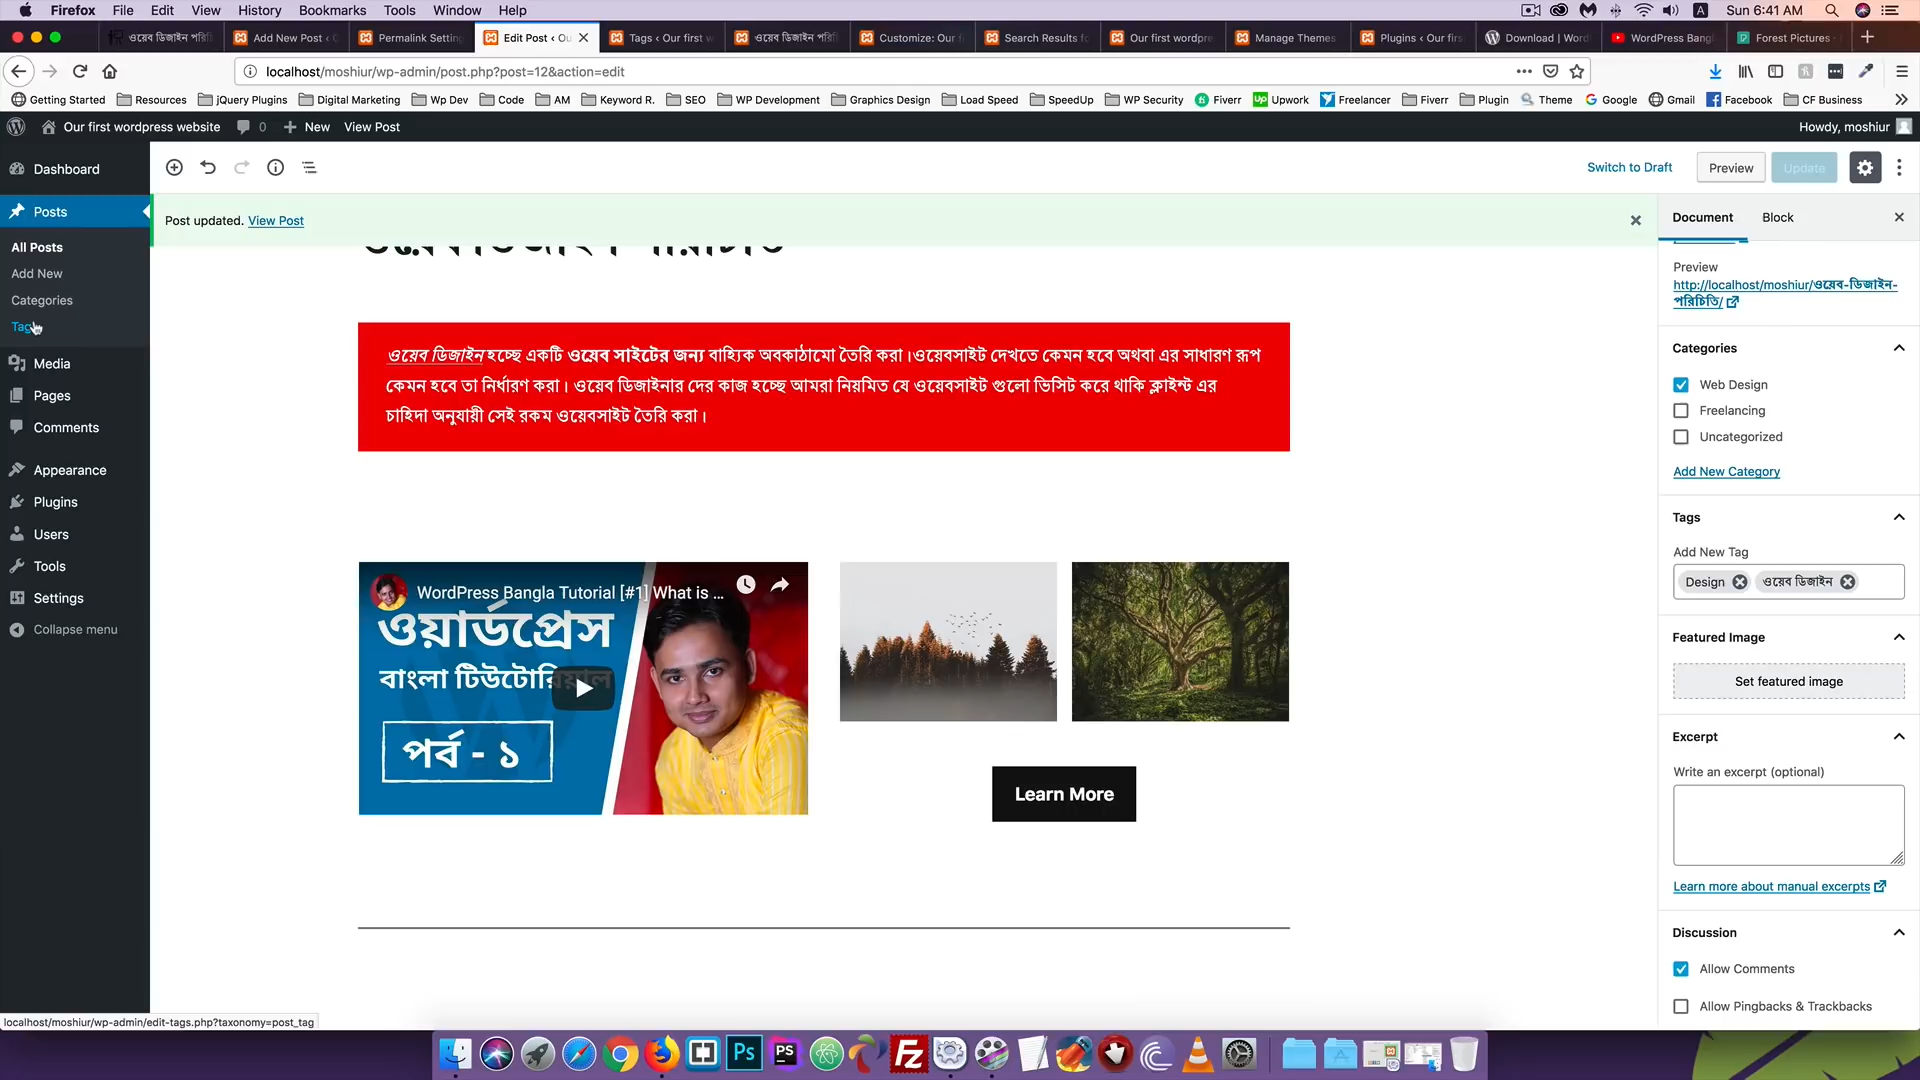 Firefox File Edit View History Bookmarks Tools Window Help
Sun 6:41 AM
ওয়েব ডিজাইন পরিচি
Add New Post ‹ O
Permalink Settin
Edit Post ‹ Ou
Tags ‹ Our first w
ওয়েব ডিজাইন পরিচি
Customize: Our f
Search Results fo
Our first wordpre
Manage Themes
Plugins ‹ Our firs
Download | Word
WordPress Bangl
Forest Pictures -
localhost/moshiur/wp-admin/post.php?post=12&action=edit
Getting Started Resources jQuery Plugins Digital Marketing Wp Dev Code AM Keyword R. SEO WP Development Graphics Design Load Speed SpeedUp WP Security Fiverr Upwork Freelancer Fiverr Plugin Theme Google Gmail Facebook CF Business
Our first wordpress website 0 New View Post
Howdy, moshiur
Dashboard
Posts
All Posts
Add New
Categories
Tag
Media
Pages
Comments
Appearance
Plugins
Users
Tools
Settings
Collapse menu
Switch to Draft Preview Update
Post updated. View Post
ওয়েব ডিজাইন পরিচিতি
ওয়েব ডিজাইন হচ্ছে একটি ওয়েব সাইটের জন্য বাহ্যিক অবকাঠামো তৈরি করা।ওয়েবসাইট দেখতে কেমন হবে অথবা এর সাধারণ রূপ
কেমন হবে তা নির্ধারণ করা। ওয়েব ডিজাইনার দের কাজ হচ্ছে আমরা নিয়মিত যে ওয়েবসাইট গুলো ভিসিট করে থাকি ক্লাইন্ট এর
চাহিদা অনুযায়ী সেই রকম ওয়েবসাইট তৈরি করা।
WordPress Bangla Tutorial [#1] What is ...
ওয়ার্ডপ্রেস
বাংলা টিউটোরিয়াল
পর্ব - ১
Learn More
Document Block
Preview
http://localhost/moshiur/ওয়েব-ডিজাইন-
পরিচিতি/
Categories
Web Design
Freelancing
Uncategorized
Add New Category
Tags
Add New Tag
Design ওয়েব ডিজাইন
Featured Image
Set featured image
Excerpt
Write an excerpt (optional)
Learn more about manual excerpts
Discussion
Allow Comments
Allow Pingbacks & Trackbacks
localhost/moshiur/wp-admin/edit-tags.php?taxonomy=post_tag
Ps
PS
FZ